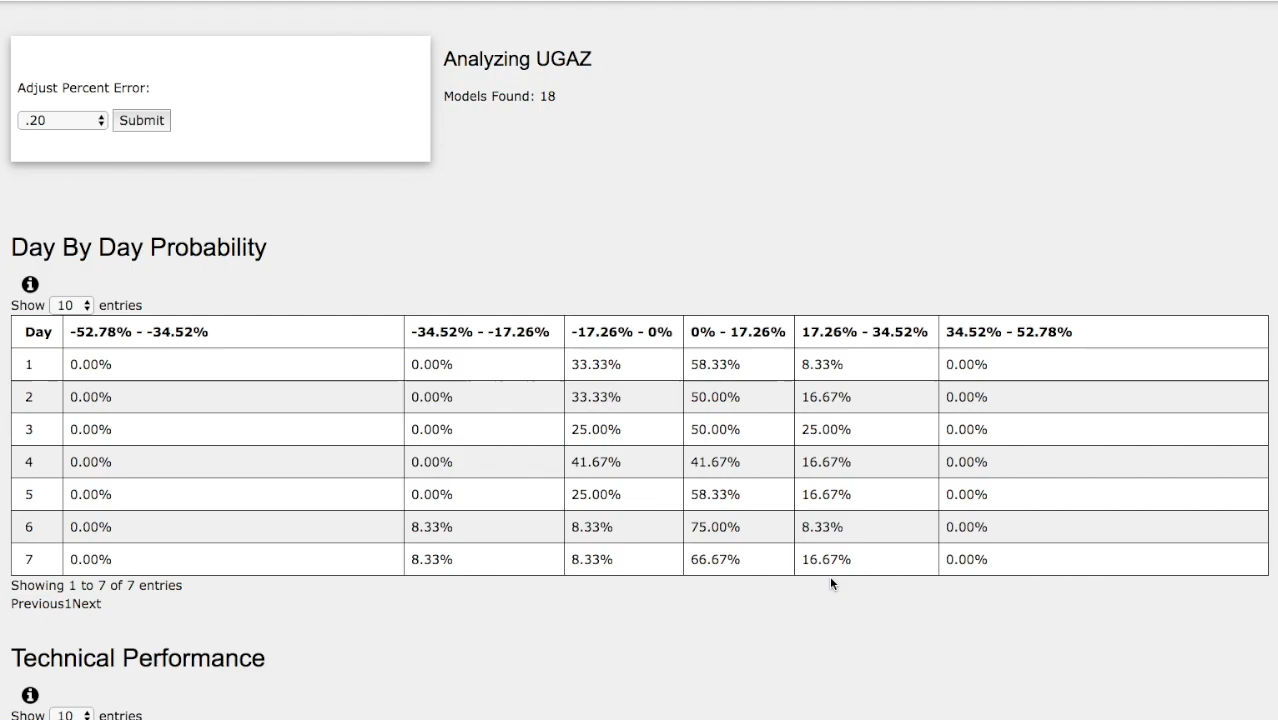 Analyzing UGAZ
Adjust Percent Error:
Models Found: 18
.20 Submit
Day By Day Probability
Show 10 entries
Day -52.78% - -34.52% -34.52% - -17.26% -17.26% - 0% 0% - 17.26% 17.26% - 34.52% 34.52% - 52.78%
1 0.00% 0.00% 33.33% 58.33% 8.33% 0.00%
2 0.00% 0.00% 33.33% 50.00% 16.67% 0.00%
3 0.00% 0.00% 25.00% 50.00% 25.00% 0.00%
4 0.00% 0.00% 41.67% 41.67% 16.67% 0.00%
5 0.00% 0.00% 25.00% 58.33% 16.67% 0.00%
6 0.00% 8.33% 8.33% 75.00% 8.33% 0.00%
7 0.00% 8.33% 8.33% 66.67% 16.67% 0.00%
Showing 1 to 7 of 7 entries
Previous1Next
Technical Performance
Show 10 entries